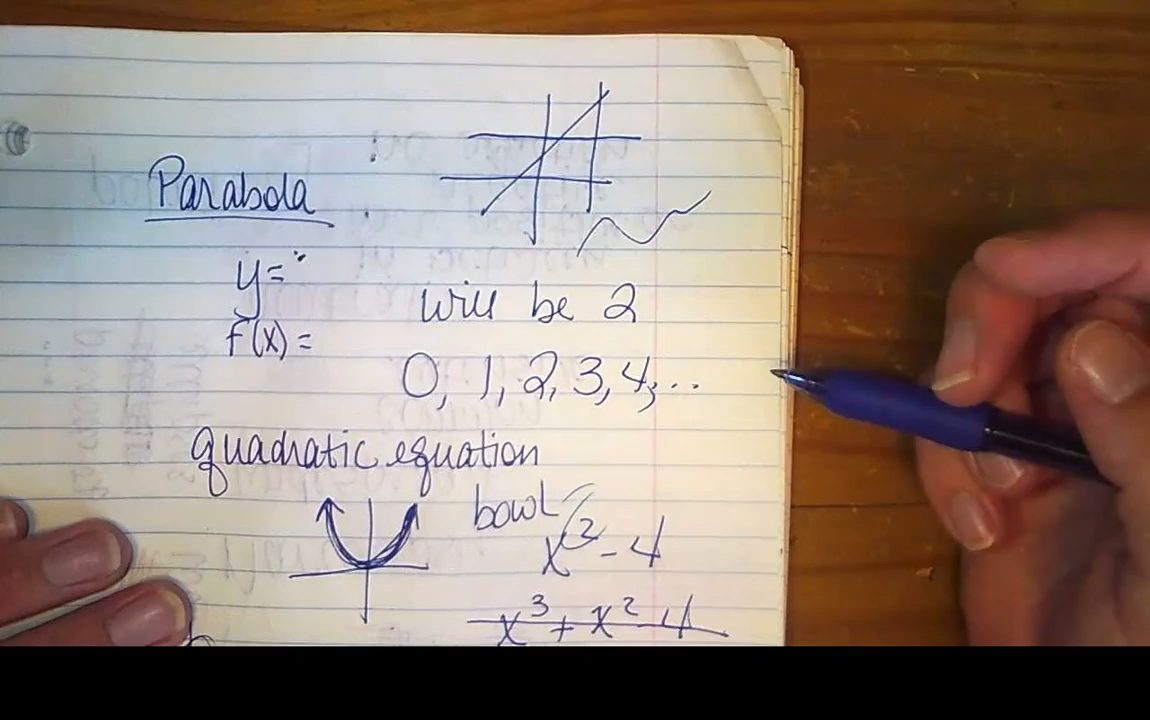 Parabola
y=
f(x) =
will be 2
0, 1, 2, 3, 4, ...
quadratic equation
bowl
x² - 4
x³ + x² - 4